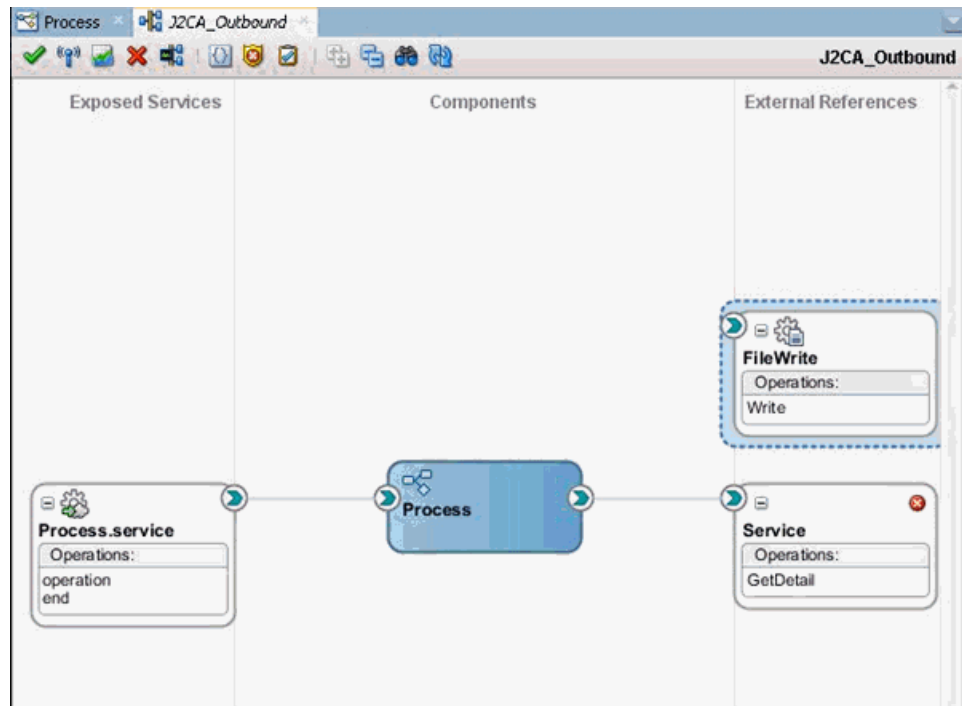 Process J2CA_Outbound
J2CA_Outbound
Exposed Services
Components
External References
FileWrite
Operations:
Write
Process.service
Operations:
operation
end
Process
Service
Operations:
GetDetail